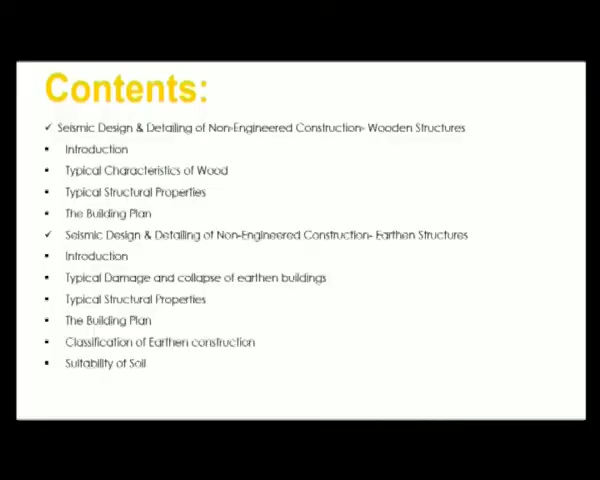 Contents:
✓ Seismic Design & Detailing of Non-Engineered Construction- Wooden Structures
▪ Introduction
▪ Typical Characteristics of Wood
▪ Typical Structural Properties
▪ The Building Plan
✓ Seismic Design & Detailing of Non-Engineered Construction- Earthen Structures
▪ Introduction
▪ Typical Damage and collapse of earthen buildings
▪ Typical Structural Properties
▪ The Building Plan
▪ Classification of Earthen construction
▪ Suitability of Soil